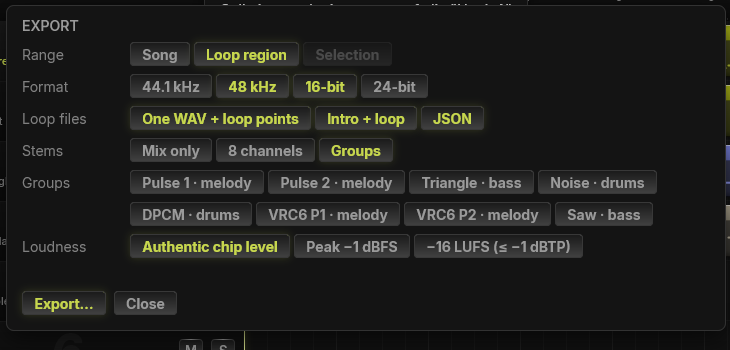 EXPORT
Range Song Loop region Selection
Format 44.1 kHz 48 kHz 16-bit 24-bit
Loop files One WAV + loop points Intro + loop JSON
Stems Mix only 8 channels Groups
Groups Pulse 1 · melody Pulse 2 · melody Triangle · bass Noise · drums
DPCM · drums VRC6 P1 · melody VRC6 P2 · melody Saw · bass
Loudness Authentic chip level Peak −1 dBFS −16 LUFS (≤ −1 dBTP)
Export... Close
M S